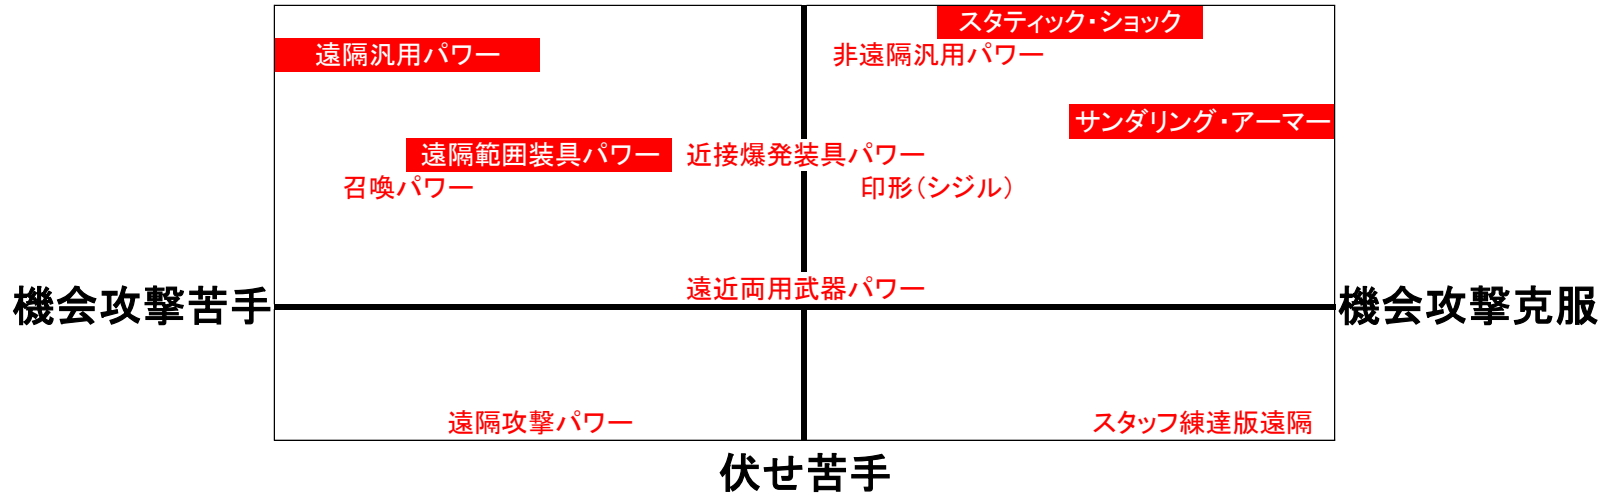 スタティック・ショック
遠隔汎用パワー
非遠隔汎用パワー
サンダリング・アーマー
遠隔範囲装具パワー
近接爆発装具パワー
召喚パワー
印形(シジル)
遠近両用武器パワー
機会攻撃苦手
機会攻撃克服
遠隔攻撃パワー
スタッフ練達版遠隔
伏せ苦手